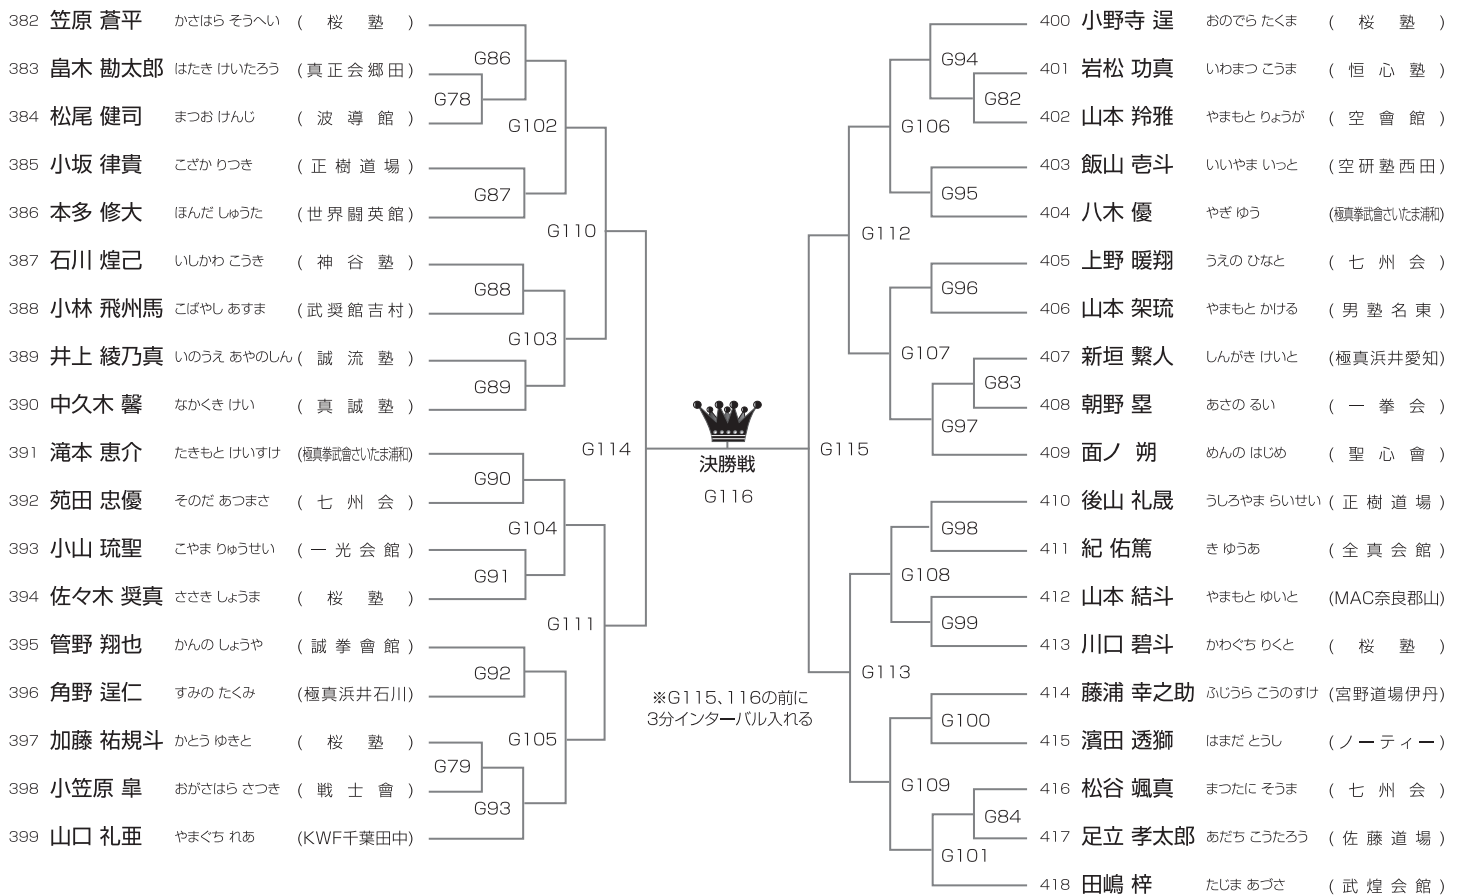 382 笠原 蒼平 かさはら そうへい ( 桜 塾 )
383 畠木 勘太郎 はたき けいたろう (真正会郷田)
384 松尾 健司 まつお けんじ ( 波 導 館 )
385 小坂 律貴 こざか りつき ( 正 樹 道 場 )
386 本多 修大 ほんだ しゅうた (世界闘英館)
387 石川 煌己 いしかわ こうき ( 神 谷 塾 )
388 小林 飛州馬 こばやし あすま (武奨館吉村)
389 井上 綾乃真 いのうえ あやのしん ( 誠 流 塾 )
390 中久木 馨 なかくき けい ( 真 誠 塾 )
391 滝本 恵介 たきもと けいすけ (極真拳武會さいたま浦和)
392 苑田 忠優 そのだ あつまさ ( 七 州 会 )
393 小山 琉聖 こやま りゅうせい ( 一 光 会 館 )
394 佐々木 奨真 ささき しょうま ( 桜 塾 )
395 管野 翔也 かんの しょうや ( 誠 拳 會 館 )
396 角野 逞仁 すみの たくみ (極真浜井石川)
397 加藤 祐規斗 かとう ゆきと ( 桜 塾 )
398 小笠原 皐 おがさはら さつき ( 戦 士 會 )
399 山口 礼亜 やまぐち れあ (KWF千葉田中)
G78
G79
G86
G87
G88
G89
G90
G91
G92
G93
G102
G103
G104
G105
G110
G111
G114
決勝戦
G116
※G115、116の前に
3分インターバル入れる
G115
G112
G113
G106
G107
G108
G109
G94
G95
G96
G97
G98
G99
G100
G101
G82
G83
G84
400 小野寺 逞 おのでら たくま ( 桜 塾 )
401 岩松 功真 いわまつ こうま ( 恒 心 塾 )
402 山本 羚雅 やまもと りょうが ( 空 會 館 )
403 飯山 壱斗 いいやま いっと (空研塾西田)
404 八木 優 やぎ ゆう (極真拳武會さいたま浦和)
405 上野 暖翔 うえの ひなと ( 七 州 会 )
406 山本 架琉 やまもと かける ( 男 塾 名 東 )
407 新垣 繋人 しんがき けいと (極真浜井愛知)
408 朝野 塁 あさの るい ( 一 拳 会 )
409 面ノ 朔 めんの はじめ ( 聖 心 會 )
410 後山 礼晟 うしろやま らいせい ( 正 樹 道 場 )
411 紀 佑篤 き ゆうあ ( 全 真 会 館 )
412 山本 結斗 やまもと ゆいと (MAC奈良郡山)
413 川口 碧斗 かわぐち りくと ( 桜 塾 )
414 藤浦 幸之助 ふじうら こうのすけ (宮野道場伊丹)
415 濱田 透獅 はまだ とうし (ノーティー)
416 松谷 颯真 まつたに そうま ( 七 州 会 )
417 足立 孝太郎 あだち こうたろう ( 佐 藤 道 場 )
418 田嶋 梓 たじま あづさ ( 武 煌 会 館 )